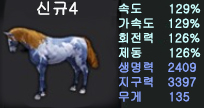 신규4
속도 129%
가속도 129%
회전력 126%
제동 126%
생명력 2409
지구력 3397
무게 135